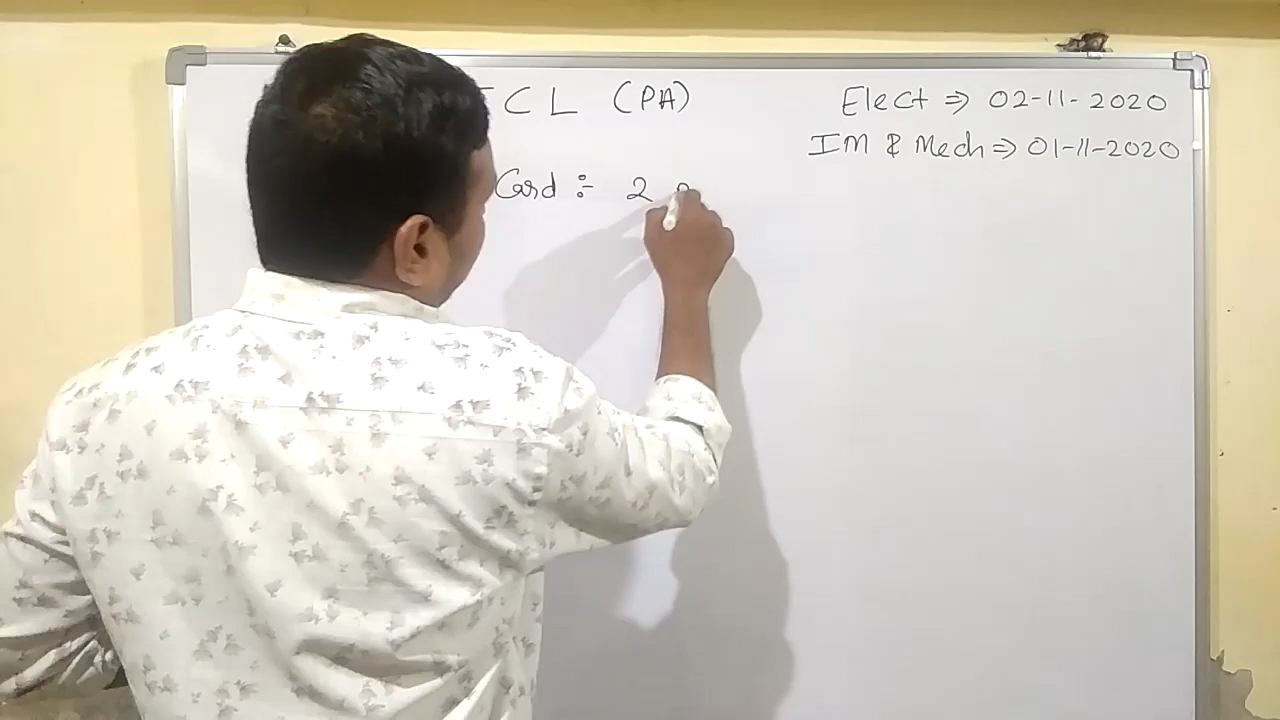 CL (PA)
Elect ⇒ 02-11-2020
IM & Mech ⇒ 01-11-2020
Card :- 2